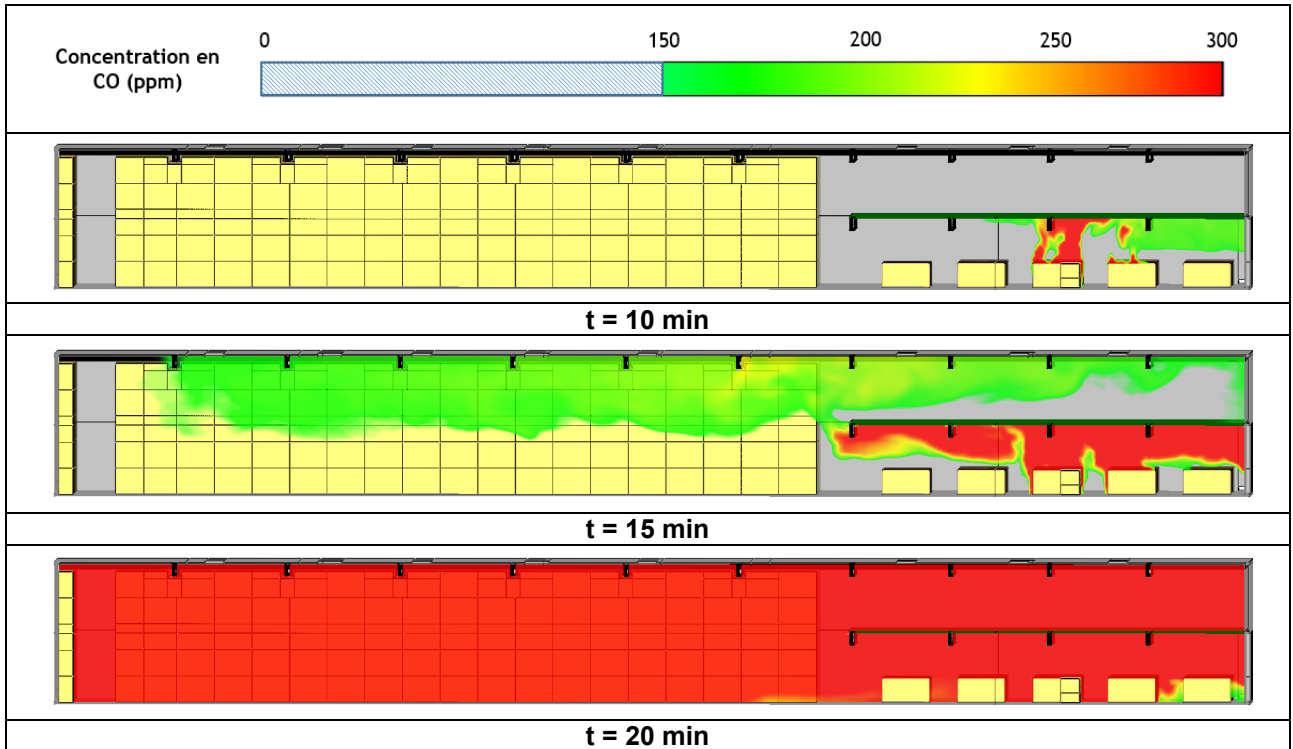 Concentration en
CO (ppm)
0 150 200 250 300
t = 10 min
t = 15 min
t = 20 min